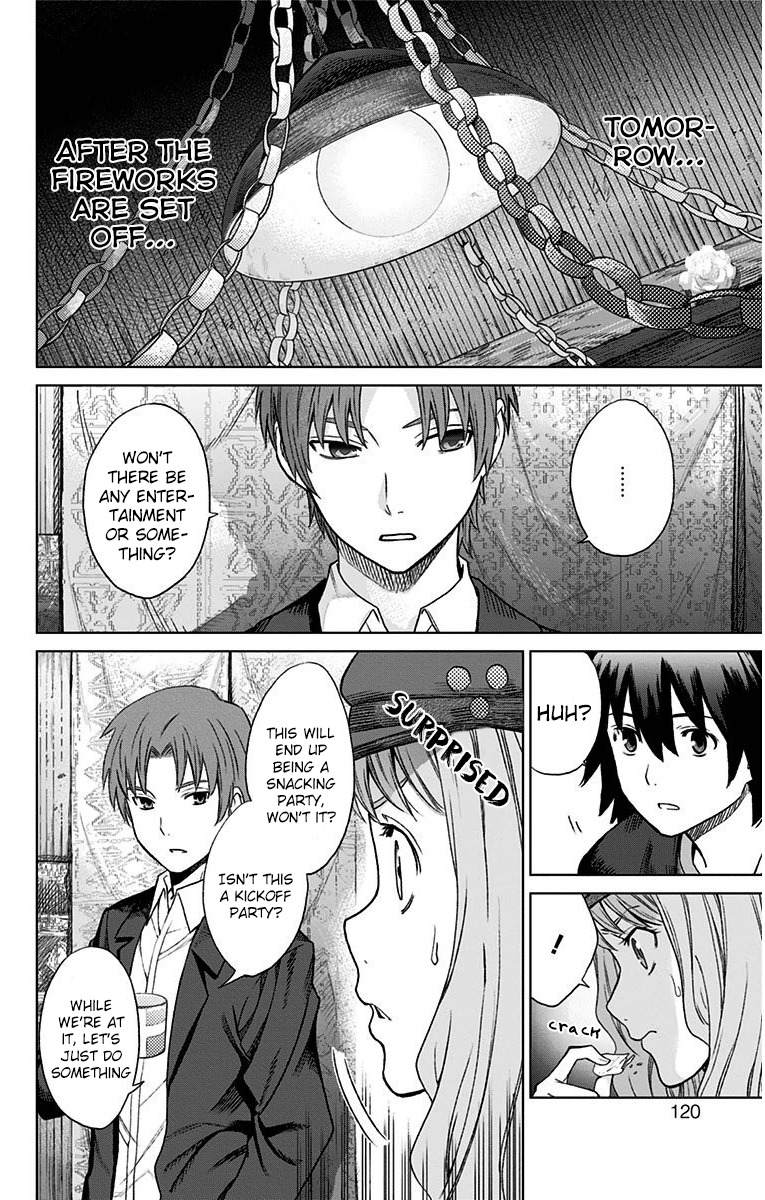 TOMOR-
ROW...
AFTER THE
FIREWORKS
ARE SET
OFF...
......
WON'T
THERE BE
ANY ENTER-
TAINMENT
OR SOME-
THING?
HUH?
!
crack
SURPRISED
THIS WILL
END UP
BEING A
SNACKING
PARTY,
WON'T IT?
ISN'T THIS
A KICKOFF
PARTY?
WHILE
WE'RE AT
IT, LET'S
JUST DO
SOMETHING
120